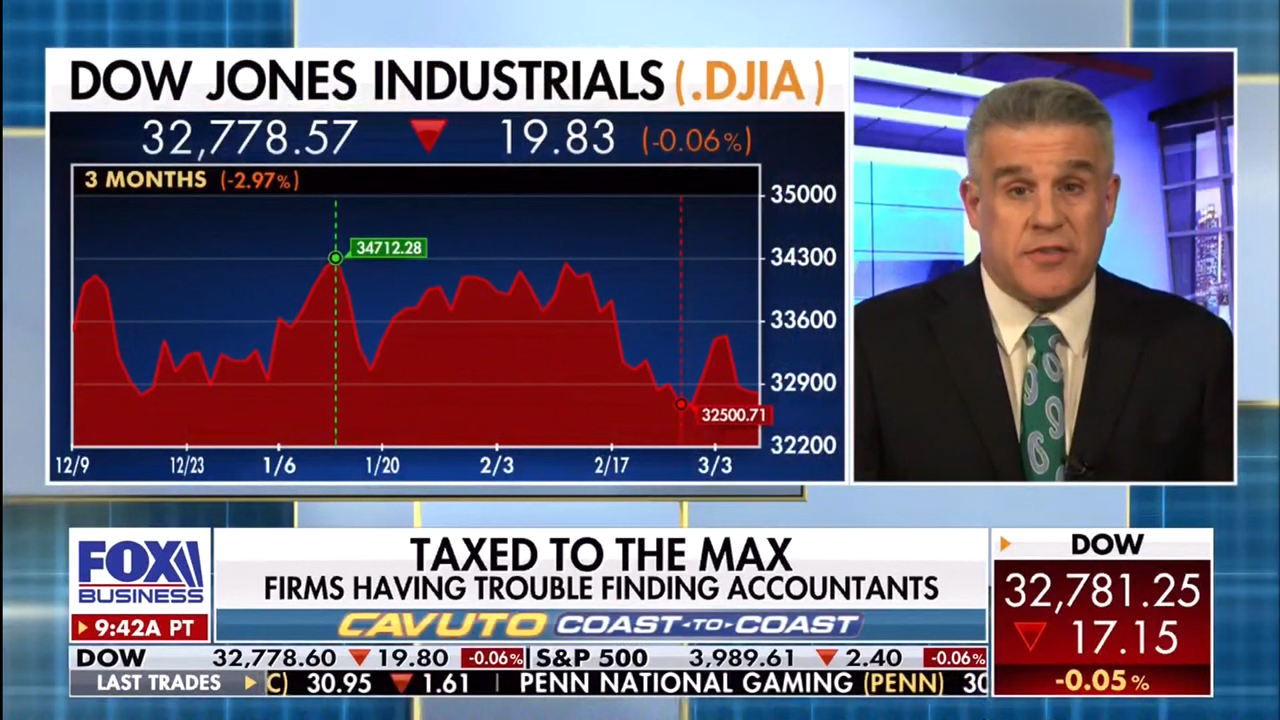 DOW JONES INDUSTRIALS (.DJIA)
32,778.57 19.83 (-0.06%)
3 MONTHS (-2.97%)
35000
34712.28
34300
33600
32900
32500.71
32200
12/9 12/23 1/6 1/20 2/3 2/17 3/3
FOX BUSINESS
9:42A PT
TAXED TO THE MAX
FIRMS HAVING TROUBLE FINDING ACCOUNTANTS
CAVUTO COAST-TO-COAST
DOW
32,781.25
17.15
-0.05%
DOW 32,778.60 19.80 -0.06% S&P 500 3,989.61 2.40 -0.06%
LAST TRADES C) 30.95 1.61 | PENN NATIONAL GAMING (PENN) 30